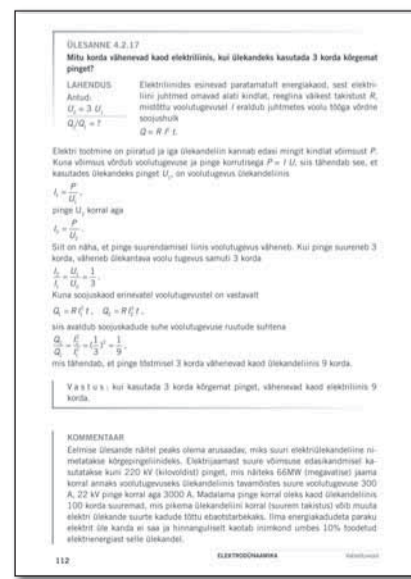 ÜLESANNE 4.2.17
Mitu korda vähenevad kaod elektriliinis, kui ülekandeks kasutada 3 korda kõrgemat
pinget?
LAHENDUS
Antud:
U₂ = 3 U₁
Q₂/Q₁ = ?
Elektriliinides esinevad paratamatult energiakaod, sest elektri-
liini juhtmed omavad alati kindlat, reeglina väikest takistust R,
mistõttu voolutugevusel I eraldub juhtmetes voolu tööga võrdne
soojushulk
Q = R I² t.
Elektri tootmine on piiratud ja iga ülekandeliin kannab edasi mingit kindlat võimsust P.
Kuna võimsus võrdub voolutugevuse ja pinge korrutisega P = I U, siis tähendab see, et
kasutades ülekandeks pinget U₁, on voolutugevus ülekandeliinis
I₁ = P / U₁ ,
pinge U₂ korral aga
I₂ = P / U₂ .
Siit on näha, et pinge suurendamisel liinis voolutugevus väheneb. Kui pinge suureneb 3
korda, väheneb ülekantava voolu tugevus samuti 3 korda
I₂ / I₁ = U₁ / U₂ = 1 / 3 .
Kuna soojuskaod erinevatel voolutugevustel on vastavalt
Q₁ = R I₁² t , Q₂ = R I₂² t ,
siis avaldub soojuskadude suhe voolutugevuse ruutude suhtena
Q₂ / Q₁ = I₂² / I₁² = (1/3)² = 1/9 ,
mis tähendab, et pinge tõstmisel 3 korda vähenevad kaod ülekandeliinis 9 korda.
Vastus: kui kasutada 3 korda kõrgemat pinget, vähenevad kaod elektriliinis 9
korda.
KOMMENTAAR
Eelmise ülesande näitel peaks olema arusaadav, miks suuri elektriülekandeliine ni-
metatakse kõrgepingeliinideks. Elektrijaamast suure võimsuse edasikandmisel ka-
sutatakse kuni 220 kV (kilovoldist) pinget, mis näiteks 66MW (megavatise) jaama
korral annaks voolutugevuseks ülekandeliinis tavamõistes suure voolutugevuse 300
A, 22 kV pinge korral aga 3000 A. Madalama pinge korral oleks kaod ülekandeliinis
100 korda suuremad, mis pikema ülekandeliini korral (suurem takistus) võib muuta
elektri ülekande suurte kadude tõttu ebaotstarbekaks. Ilma energiakadudeta paraku
elektrit üle kanda ei saa ja hinnanguliselt kaotab inimkond umbes 10% toodetud
elektrienergiast selle ülekandel.
112
ELEKTRODÜNAAMIKA